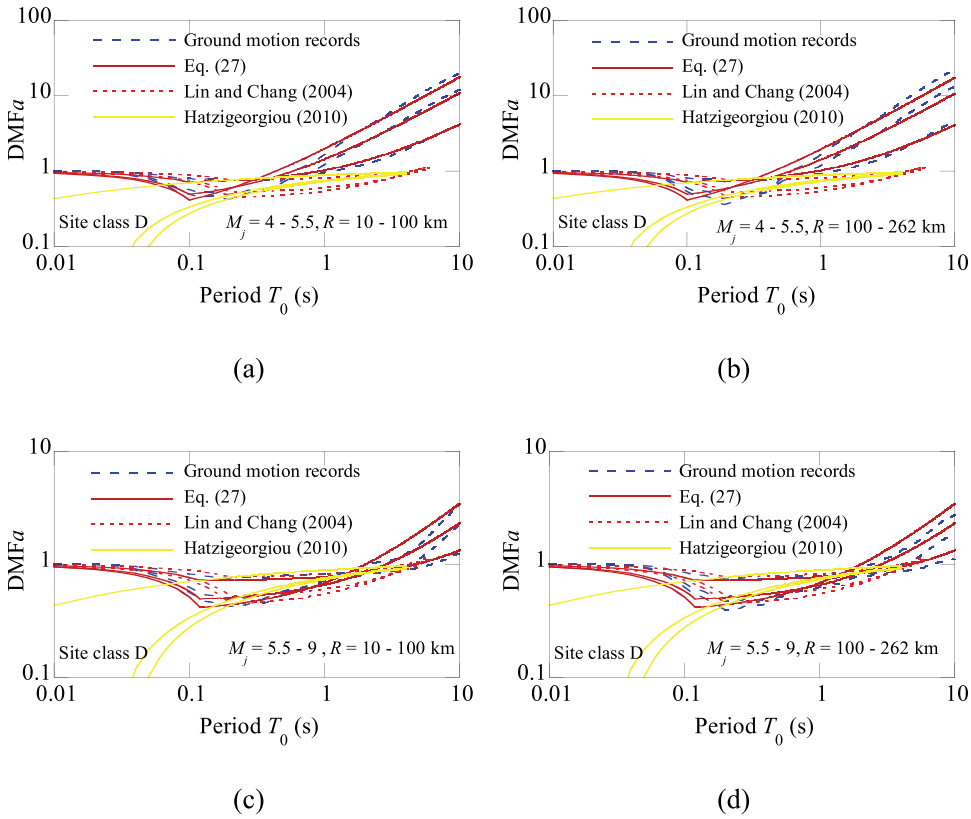 100
10
1
0.1
DMFa
Ground motion records
Eq. (27)
Lin and Chang (2004)
Hatzigeorgiou (2010)
Site class D
Mj = 4 - 5.5, R = 10 - 100 km
0.01 0.1 1 10
Period T0 (s)
(a)
100
10
1
0.1
DMFa
Ground motion records
Eq. (27)
Lin and Chang (2004)
Hatzigeorgiou (2010)
Site class D
Mj = 4 - 5.5, R = 100 - 262 km
0.01 0.1 1 10
Period T0 (s)
(b)
10
1
0.1
DMFa
Ground motion records
Eq. (27)
Lin and Chang (2004)
Hatzigeorgiou (2010)
Site class D
Mj = 5.5 - 9 , R = 10 - 100 km
0.01 0.1 1 10
Period T0 (s)
(c)
10
1
0.1
DMFa
Ground motion records
Eq. (27)
Lin and Chang (2004)
Hatzigeorgiou (2010)
Site class D
Mj = 5.5 - 9, R = 100 - 262 km
0.01 0.1 1 10
Period T0 (s)
(d)